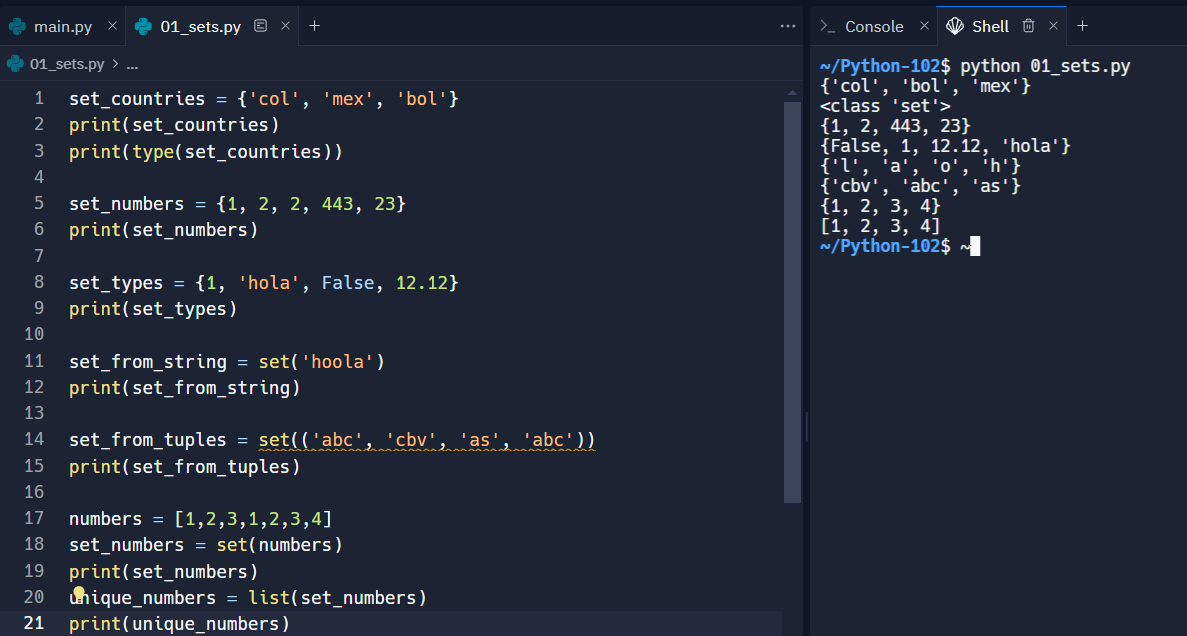 main.py
01_sets.py
01_sets.py > ...
1 set_countries = {'col', 'mex', 'bol'}
2 print(set_countries)
3 print(type(set_countries))
4
5 set_numbers = {1, 2, 2, 443, 23}
6 print(set_numbers)
7
8 set_types = {1, 'hola', False, 12.12}
9 print(set_types)
10
11 set_from_string = set('hoola')
12 print(set_from_string)
13
14 set_from_tuples = set(('abc', 'cbv', 'as', 'abc'))
15 print(set_from_tuples)
16
17 numbers = [1,2,3,1,2,3,4]
18 set_numbers = set(numbers)
19 print(set_numbers)
20 unique_numbers = list(set_numbers)
21 print(unique_numbers)
Console
Shell
~/Python-102$ python 01_sets.py
{'col', 'bol', 'mex'}
<class 'set'>
{1, 2, 443, 23}
{False, 1, 12.12, 'hola'}
{'l', 'a', 'o', 'h'}
{'cbv', 'abc', 'as'}
{1, 2, 3, 4}
[1, 2, 3, 4]
~/Python-102$ ~